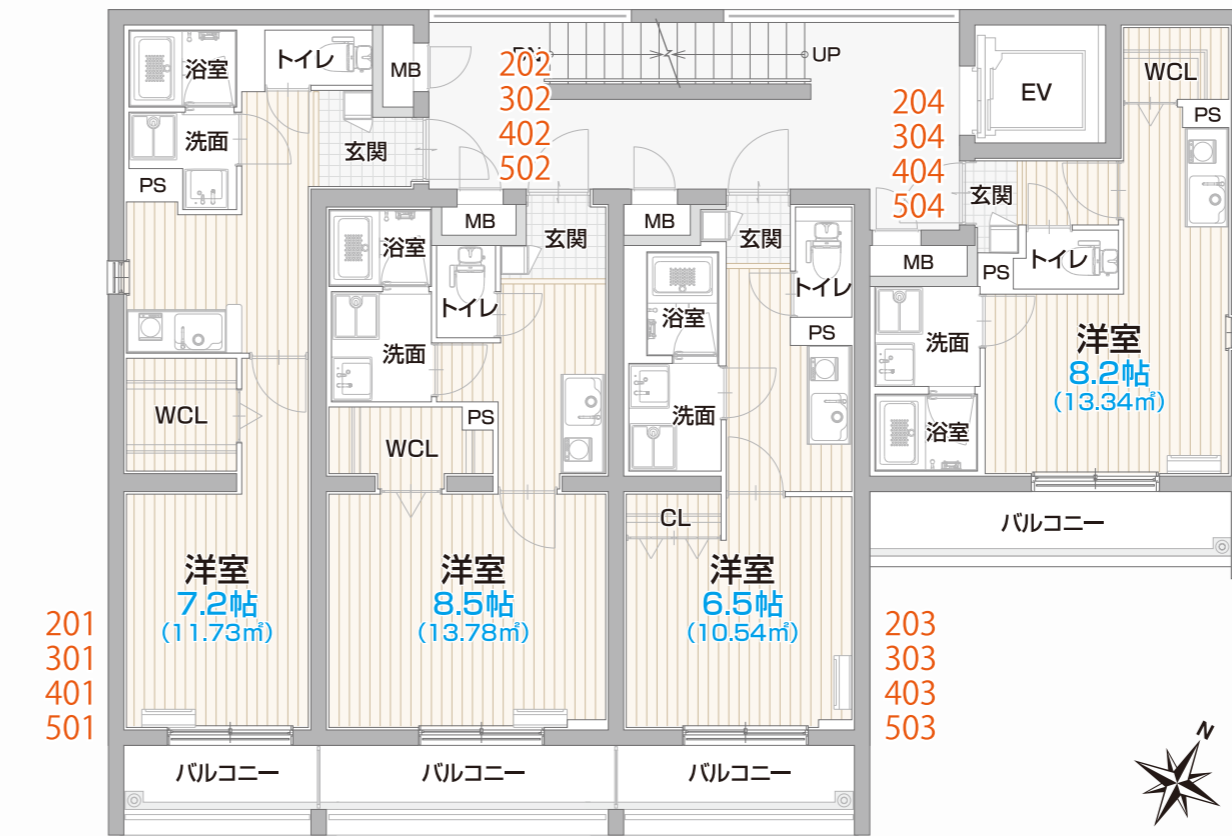 浴室
トイレ
MB
DN
UP
EV
WCL
PS
洗面
PS
玄関
202
302
402
502
204
304
404
504
玄関
MB
玄関
浴室
トイレ
洗面
PS
WCL
MB
玄関
トイレ
浴室
PS
洗面
CL
MB
PS
トイレ
洗面
浴室
洋室
8.2帖
(13.34㎡)
バルコニー
WCL
洋室
7.2帖
(11.73㎡)
洋室
8.5帖
(13.78㎡)
洋室
6.5帖
(10.54㎡)
201
301
401
501
203
303
403
503
バルコニー
バルコニー
バルコニー
N